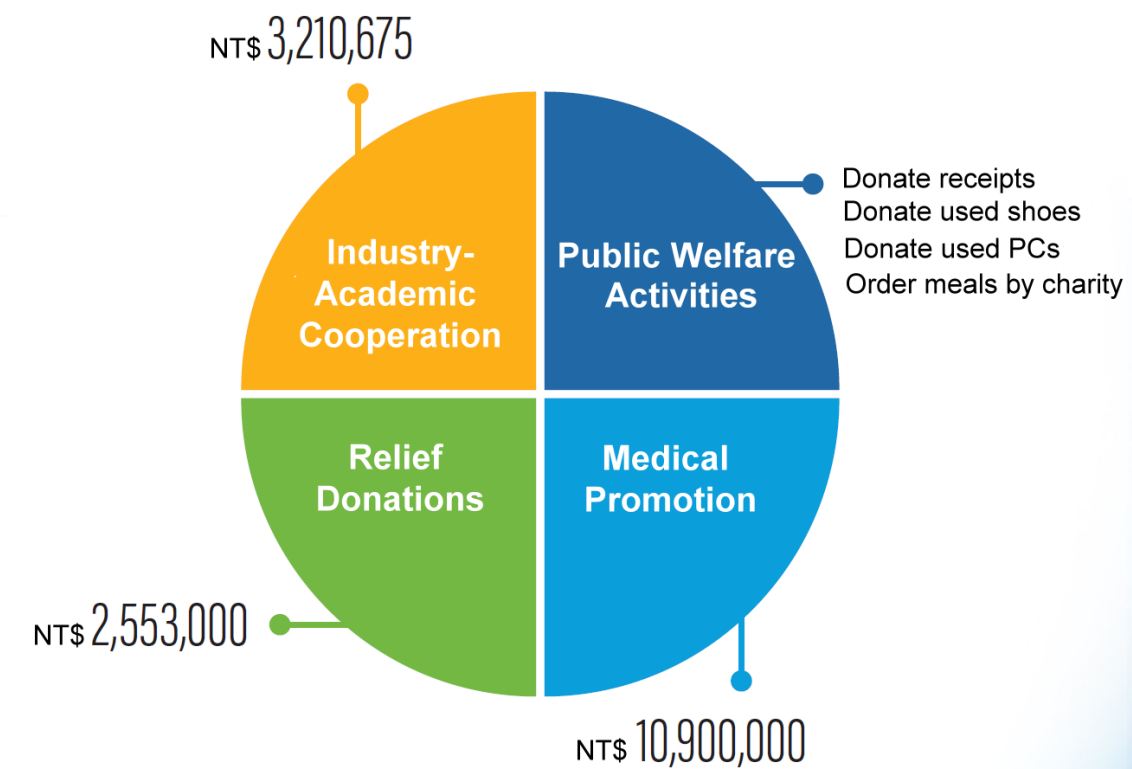 NT$ 3,210,675
Industry-
Academic
Cooperation
Public Welfare
Activities
Donate receipts
Donate used shoes
Donate used PCs
Order meals by charity
Relief
Donations
Medical
Promotion
NT$ 2,553,000
NT$ 10,900,000